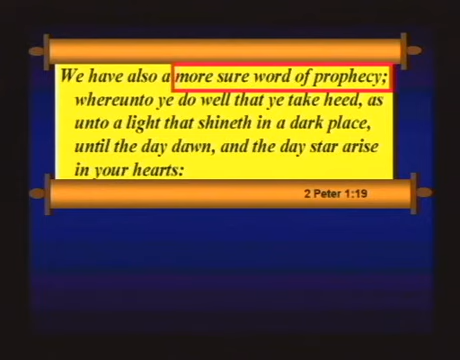 We have also a more sure word of prophecy;
whereunto ye do well that ye take heed, as
unto a light that shineth in a dark place,
until the day dawn, and the day star arise
in your hearts:
2 Peter 1:19